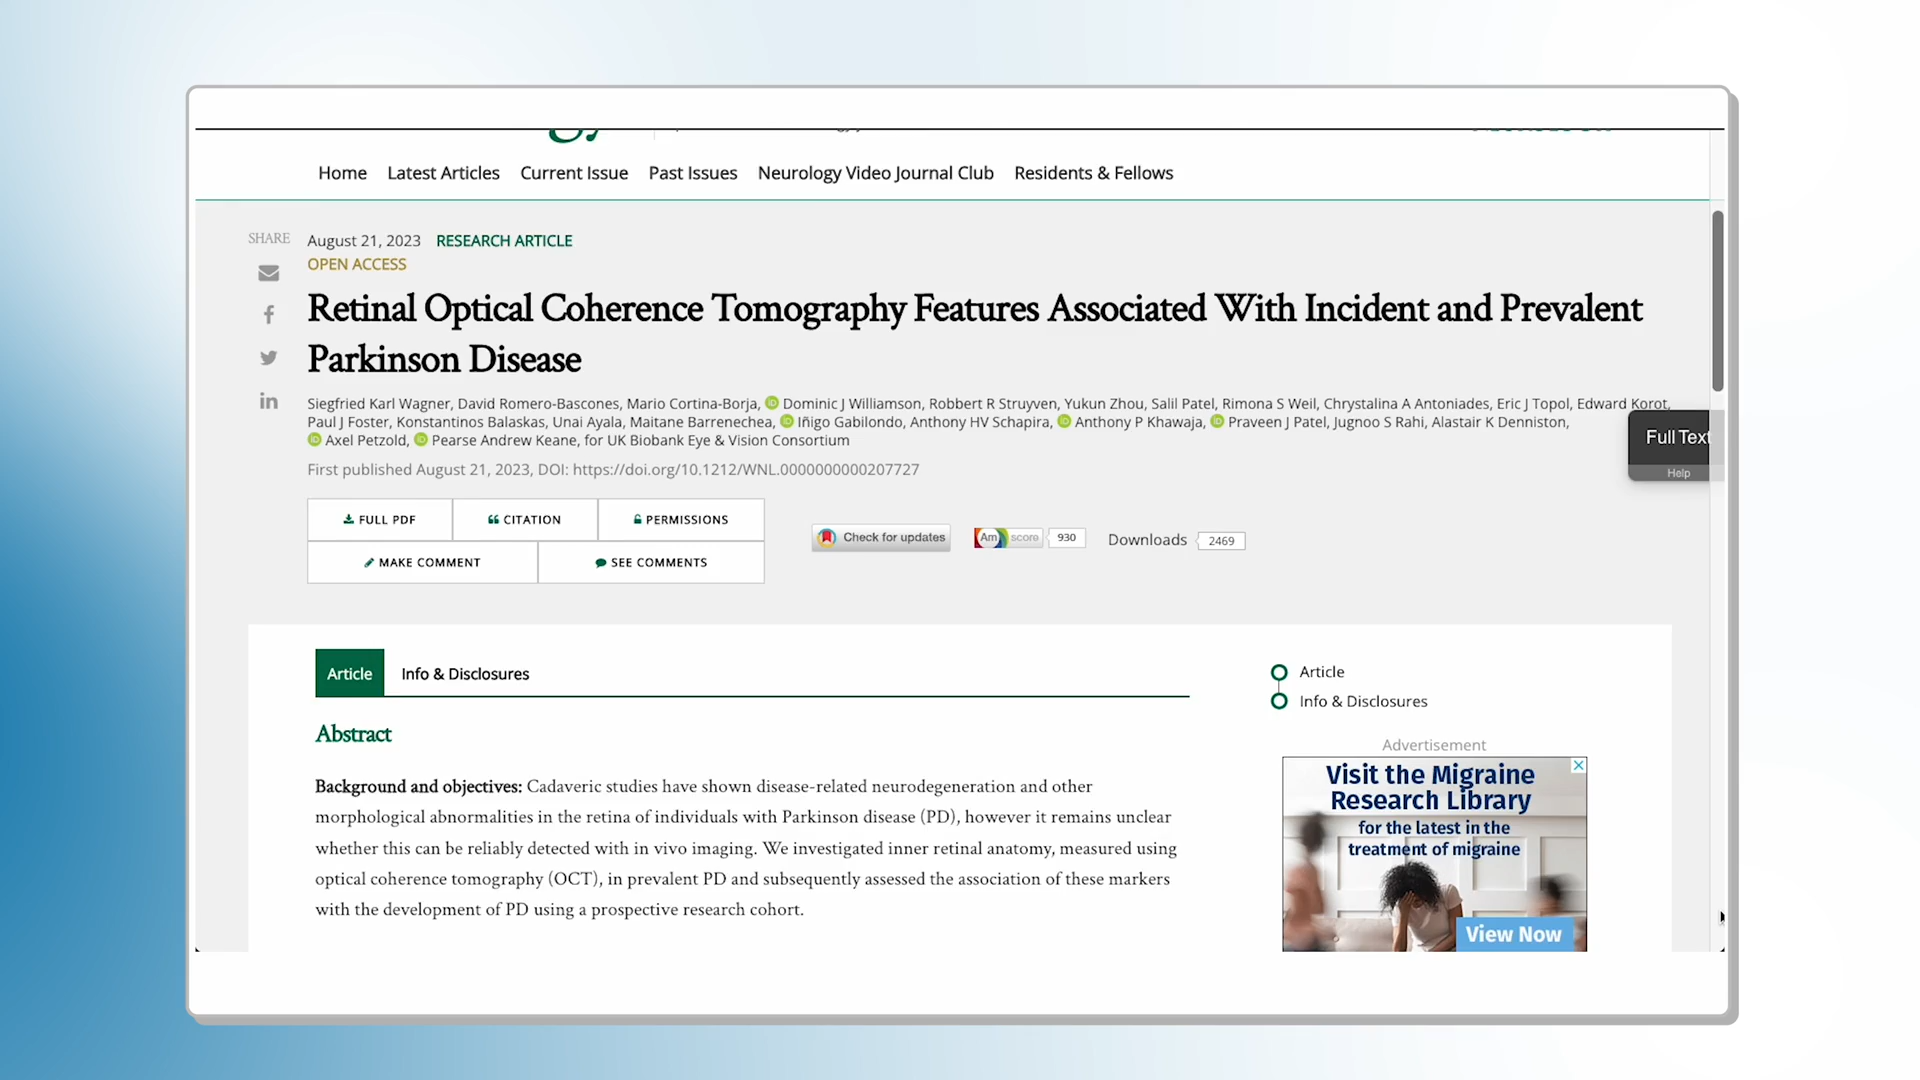 Home Latest Articles Current Issue Past Issues Neurology Video Journal Club Residents & Fellows
SHARE
August 21, 2023 RESEARCH ARTICLE
OPEN ACCESS
Retinal Optical Coherence Tomography Features Associated With Incident and Prevalent
Parkinson Disease
Siegfried Karl Wagner, David Romero-Bascones, Mario Cortina-Borja, Dominic J Williamson, Robbert R Struyven, Yukun Zhou, Salil Patel, Rimona S Weil, Chrystalina A Antoniades, Eric J Topol, Edward Korot,
Paul J Foster, Konstantinos Balaskas, Unai Ayala, Maitane Barrenechea, Iñigo Gabilondo, Anthony HV Schapira, Anthony P Khawaja, Praveen J Patel, Jugnoo S Rahi, Alastair K Denniston,
Axel Petzold, Pearse Andrew Keane, for UK Biobank Eye & Vision Consortium
First published August 21, 2023, DOI: https://doi.org/10.1212/WNL.0000000000207727
Full Text
Help
FULL PDF CITATION PERMISSIONS
MAKE COMMENT SEE COMMENTS
Check for updates Am score 930 Downloads 2469
Article Info & Disclosures
Abstract
Background and objectives: Cadaveric studies have shown disease-related neurodegeneration and other
morphological abnormalities in the retina of individuals with Parkinson disease (PD), however it remains unclear
whether this can be reliably detected with in vivo imaging. We investigated inner retinal anatomy, measured using
optical coherence tomography (OCT), in prevalent PD and subsequently assessed the association of these markers
with the development of PD using a prospective research cohort.
Article
Info & Disclosures
Advertisement
Visit the Migraine
Research Library
for the latest in the
treatment of migraine
View Now